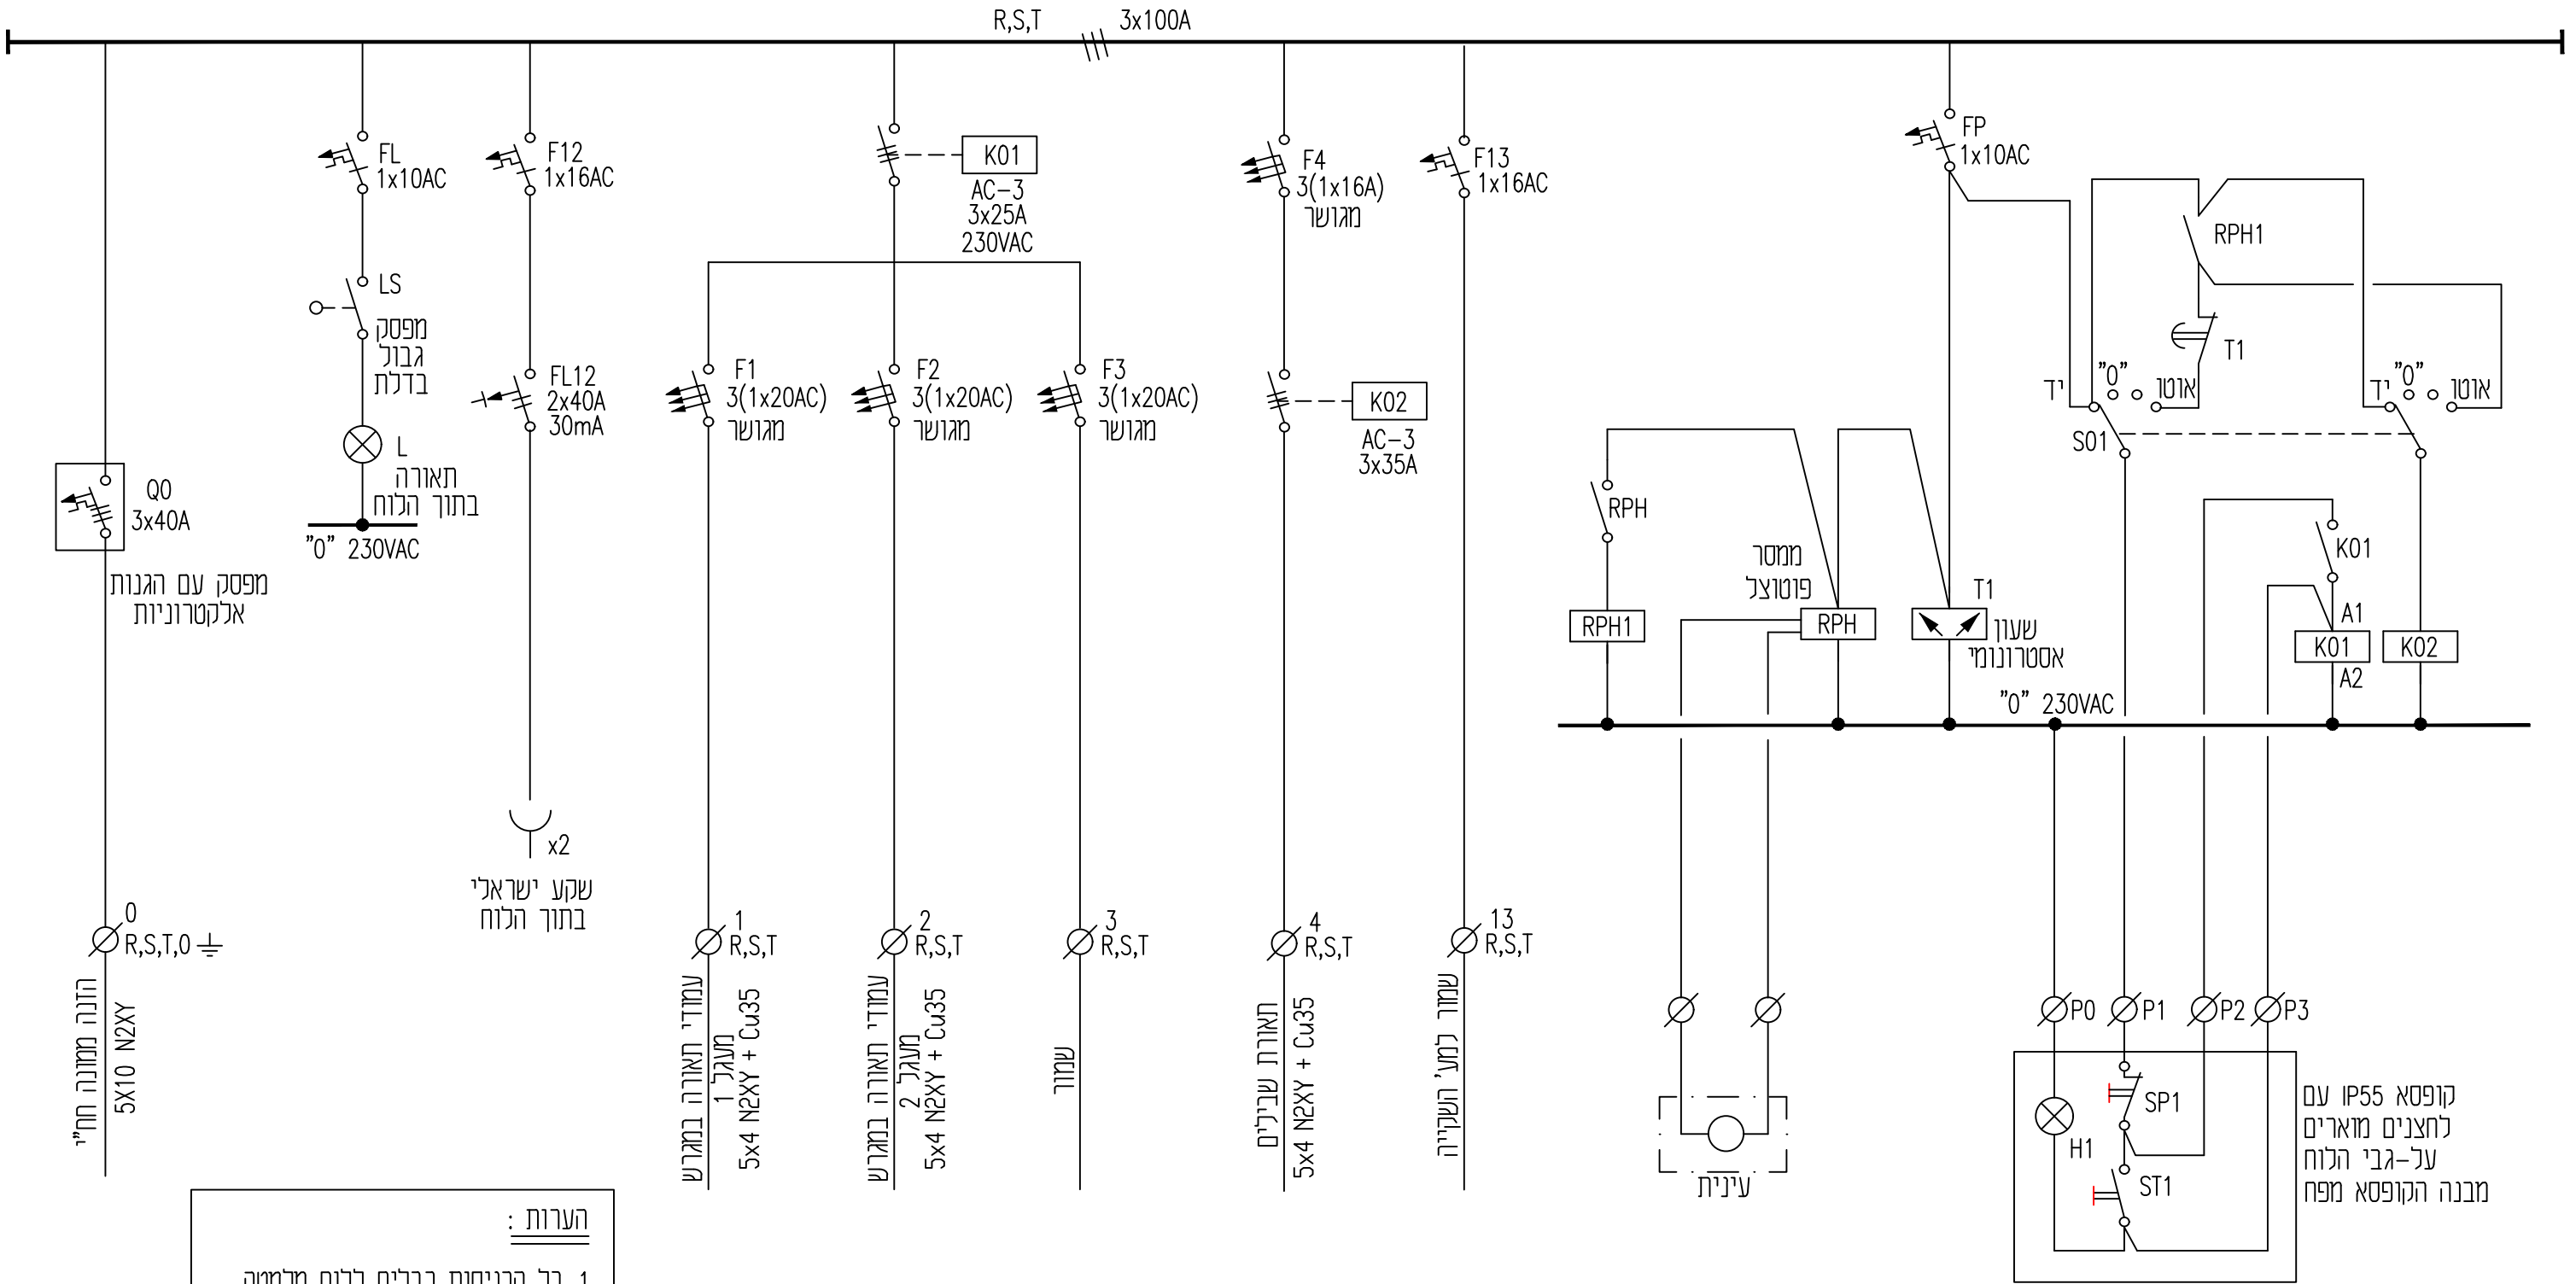 R,S,T 3x100A
FL
1x10AC
LS
מפסק
גבול
בדלת
L
תאורה
בתוך הלוח
"0" 230VAC
F12
1x16AC
FL12
2x40A
30mA
x2
שקע ישראלי
בתוך הלוח
Q0
3x40A
מפסק עם הגנות
אלקטרוניות
0
R,S,T,0
הזנה ממונה חח"י
5X10 N2XY
K01
AC-3
3x25A
230VAC
F1
3(1x20AC)
מגושר
F2
3(1x20AC)
מגושר
F3
3(1x20AC)
מגושר
1
R,S,T
עמודי תאורה במגרש
מעגל 1
5x4 N2XY + Cu35
2
R,S,T
עמודי תאורה במגרש
מעגל 2
5x4 N2XY + Cu35
3
R,S,T
שמור
F4
3(1x16A)
מגושר
K02
AC-3
3x35A
4
R,S,T
תאורת שבילים
5x4 N2XY + Cu35
F13
1x16AC
13
R,S,T
שמור למע' השקייה
FP
1x10AC
RPH
RPH1
ממסר
פוטוצל
RPH
T1
שעון
אסטרונומי
RPH1
T1
יד "0" אוטו
S01
יד "0" אוטו
K01
A1
K01
A2
K02
"0" 230VAC
עינית
P0
P1
P2
P3
H1
SP1
ST1
קופסא IP55 עם
לחצנים מוארים
על-גבי הלוח
מבנה הקופסא מפח
הערות :
1. כל הכניסות כבלים ללוח מלמטה